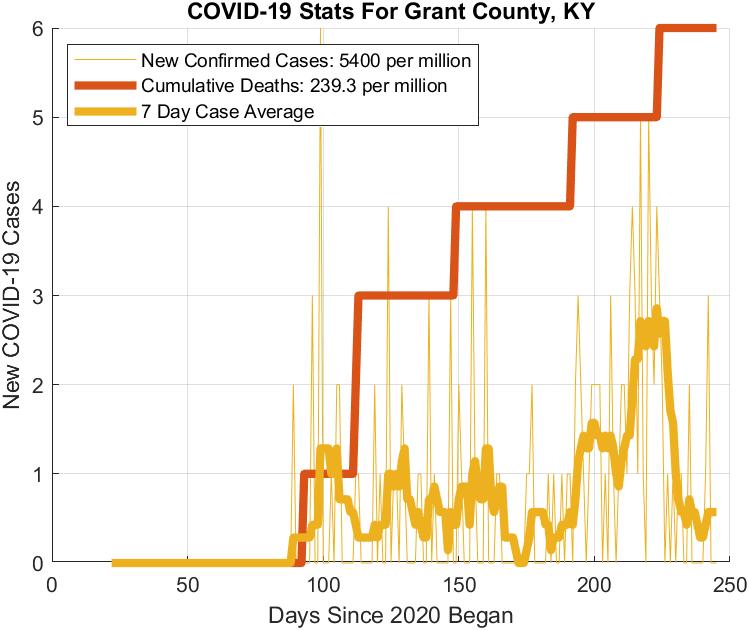 COVID-19 Stats For Grant County, KY
New Confirmed Cases: 5400 per million
Cumulative Deaths: 239.3 per million
7 Day Case Average
New COVID-19 Cases
6
5
4
3
2
1
0
0 50 100 150 200 250
Days Since 2020 Began